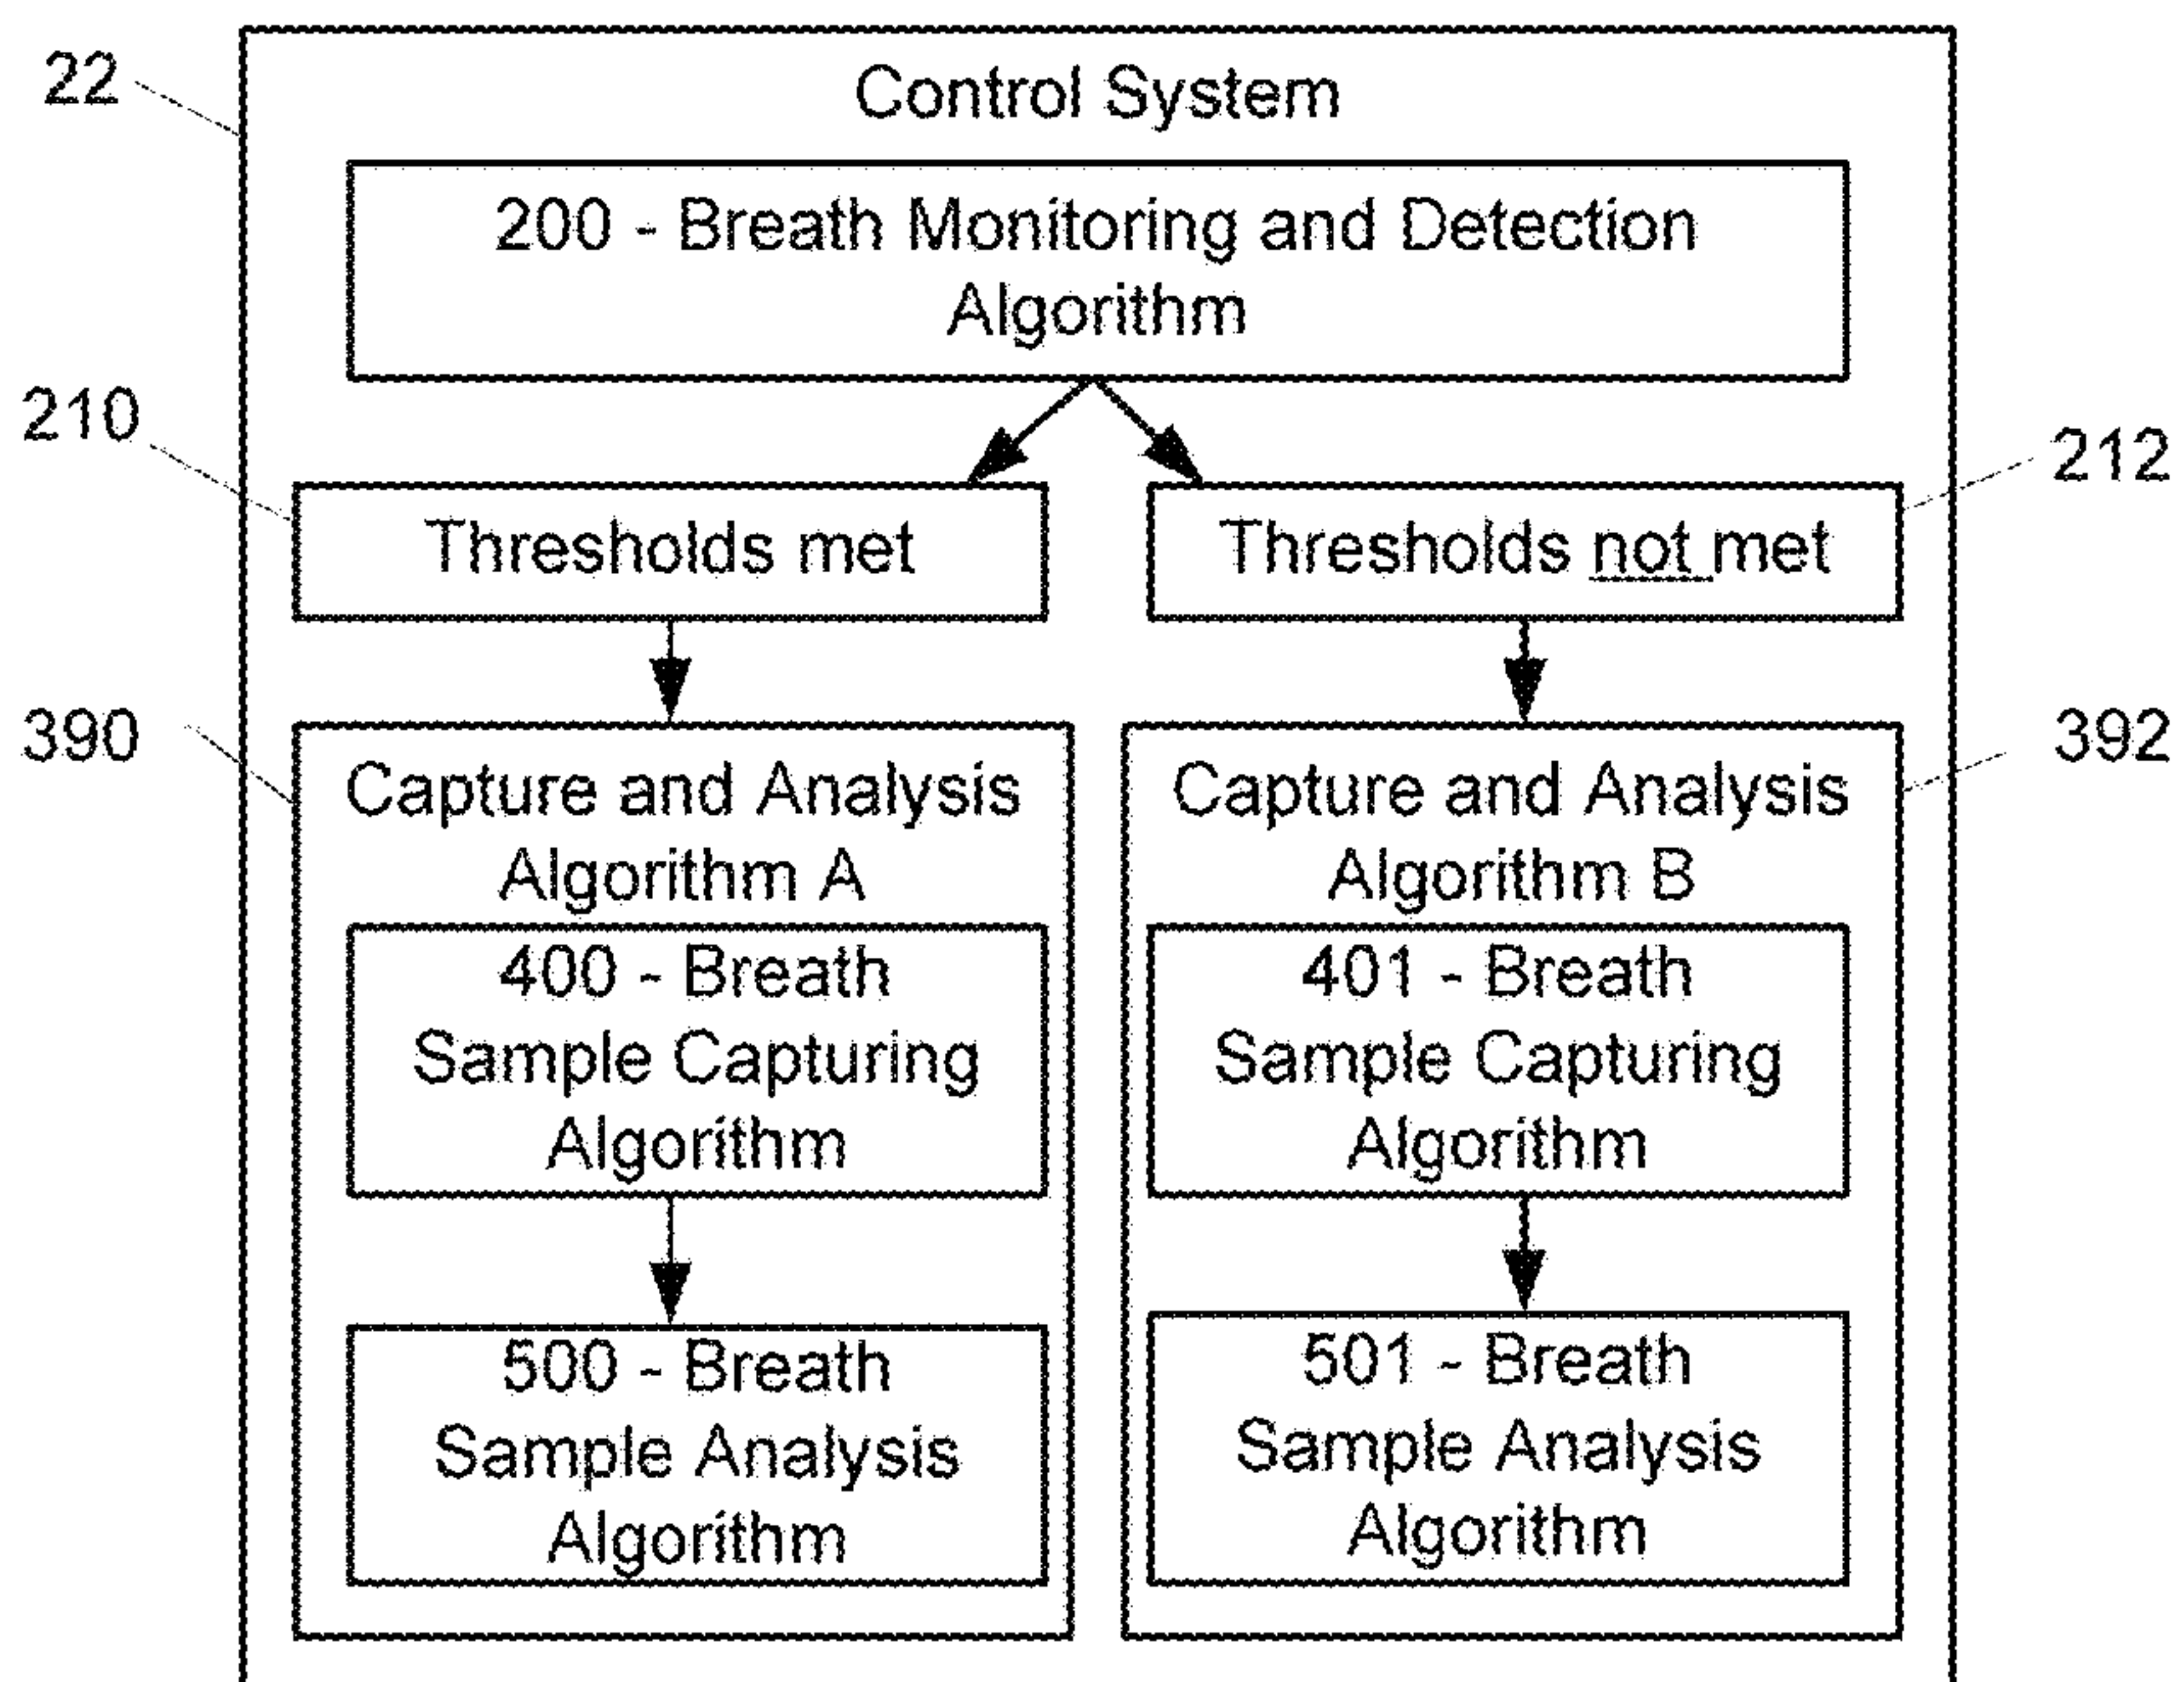 22
Control System
200 - Breath Monitoring and Detection
Algorithm
210
212
Thresholds met
Thresholds not met
390
392
Capture and Analysis
Algorithm A
400 - Breath
Sample Capturing
Algorithm
500 - Breath
Sample Analysis
Algorithm
Capture and Analysis
Algorithm B
401 - Breath
Sample Capturing
Algorithm
501 - Breath
Sample Analysis
Algorithm